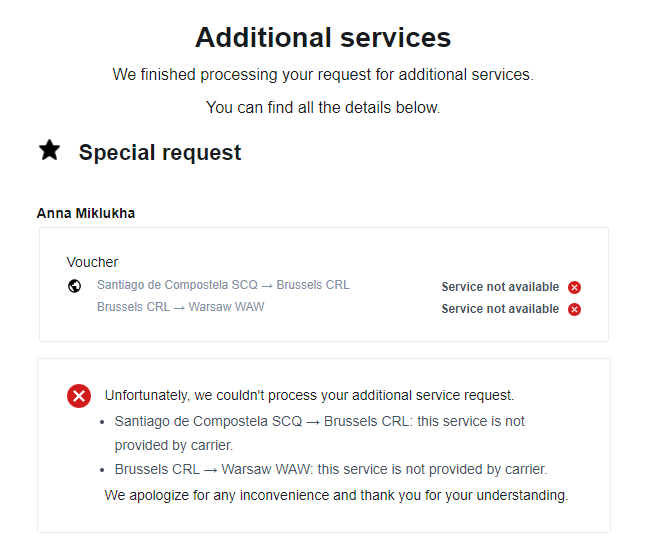 Additional services
We finished processing your request for additional services.
You can find all the details below.
Special request
Anna Miklukha
Voucher
Santiago de Compostela SCQ → Brussels CRL Service not available
Brussels CRL → Warsaw WAW Service not available
Unfortunately, we couldn't process your additional service request.
• Santiago de Compostela SCQ → Brussels CRL: this service is not
provided by carrier.
• Brussels CRL → Warsaw WAW: this service is not provided by carrier.
We apologize for any inconvenience and thank you for your understanding.